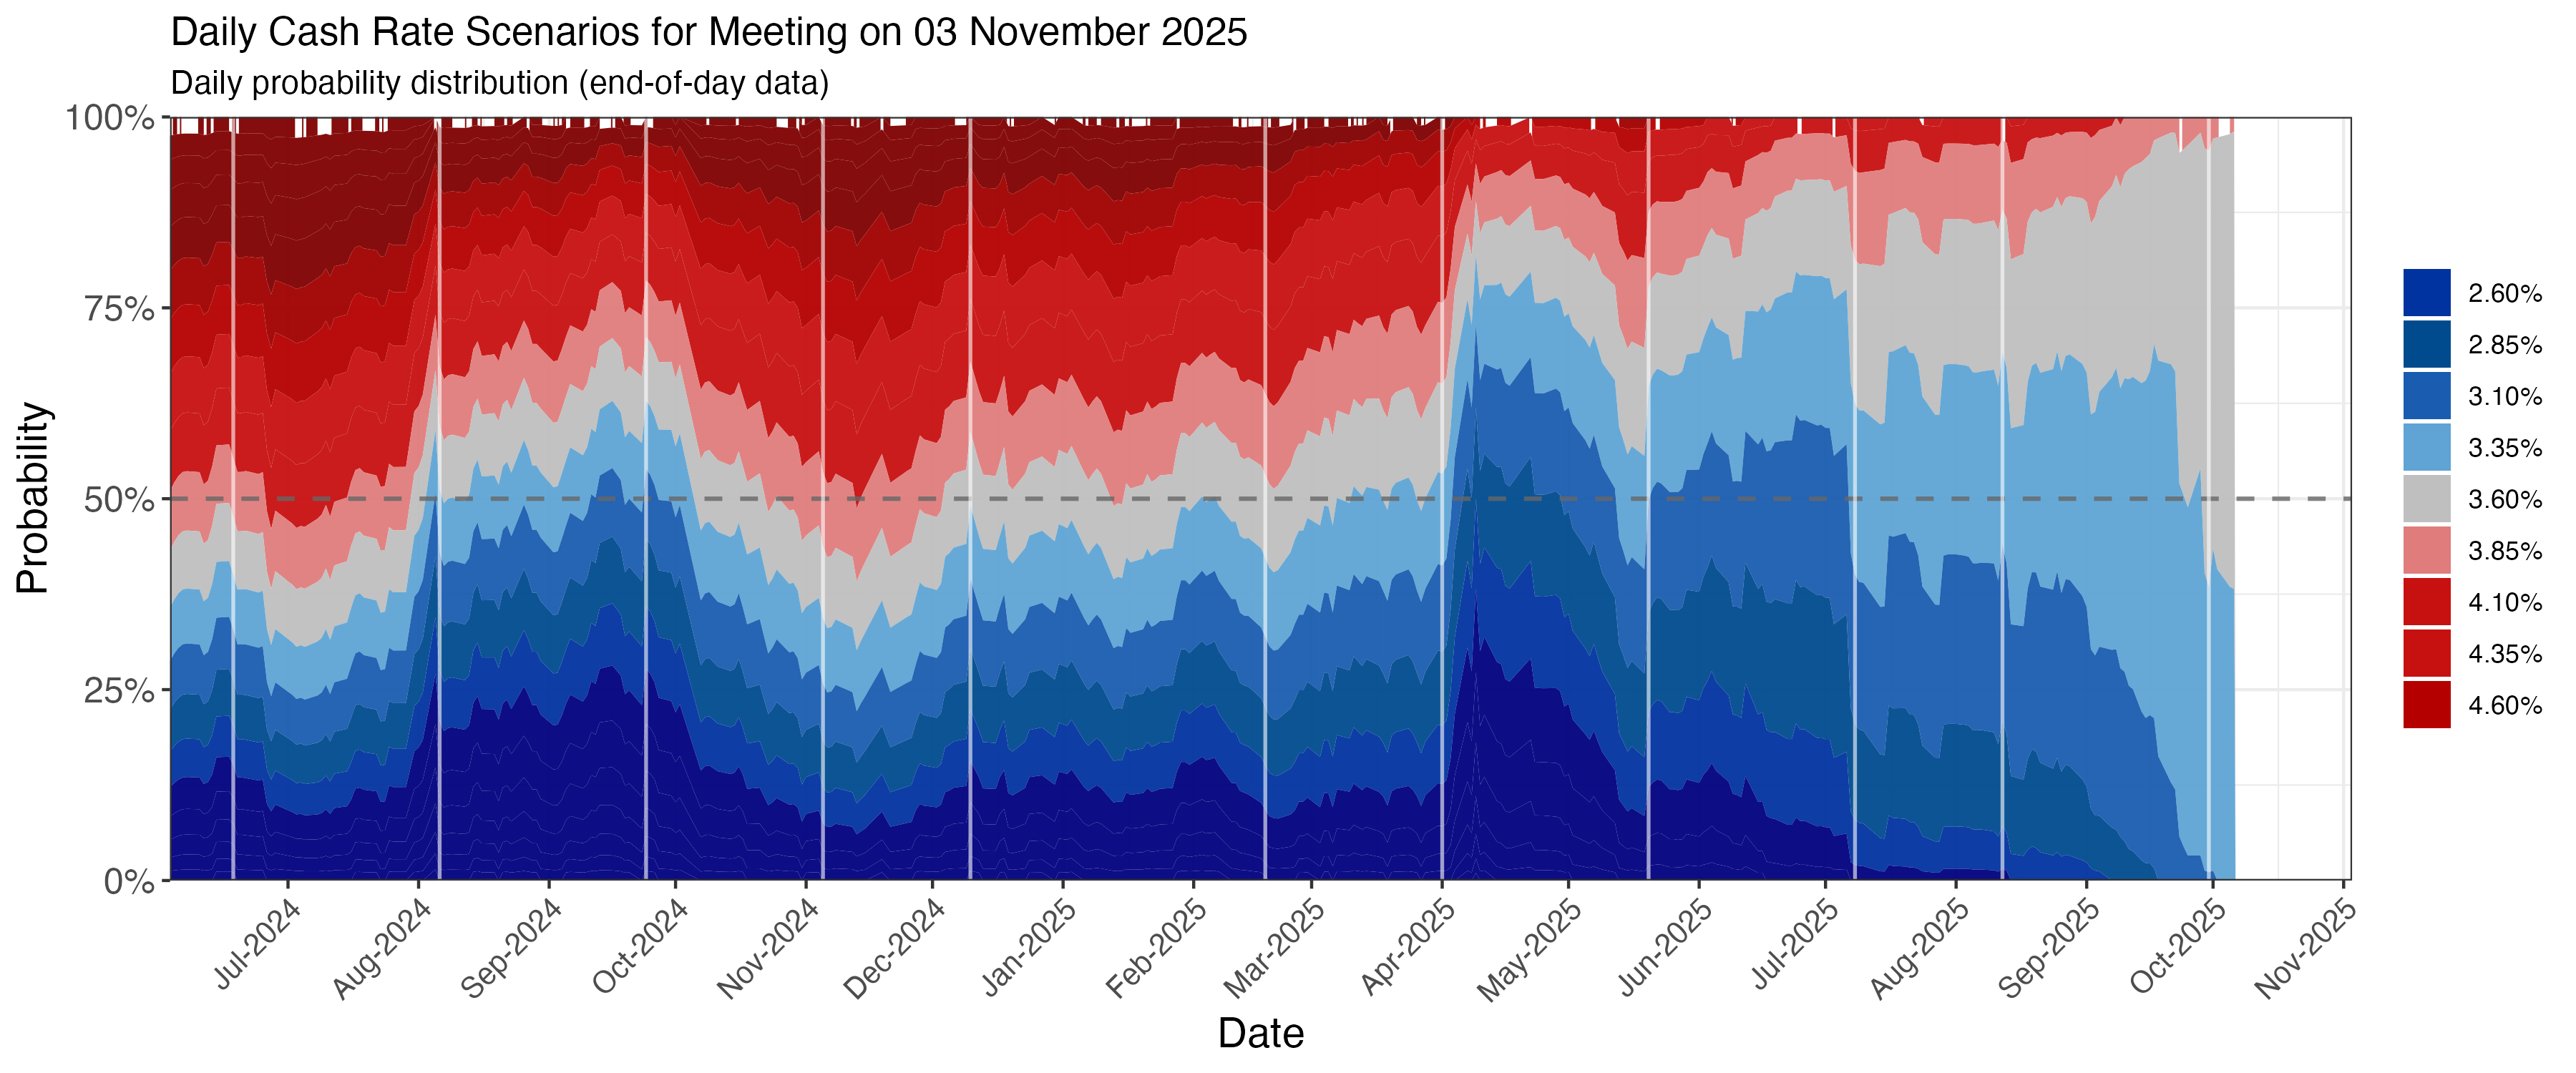 Daily Cash Rate Scenarios for Meeting on 03 November 2025
Daily probability distribution (end-of-day data)
Probability
100%
75%
50%
25%
0%
Jul-2024
Aug-2024
Sep-2024
Oct-2024
Nov-2024
Dec-2024
Jan-2025
Feb-2025
Mar-2025
Apr-2025
May-2025
Jun-2025
Jul-2025
Aug-2025
Sep-2025
Oct-2025
Nov-2025
Date
2.60%
2.85%
3.10%
3.35%
3.60%
3.85%
4.10%
4.35%
4.60%